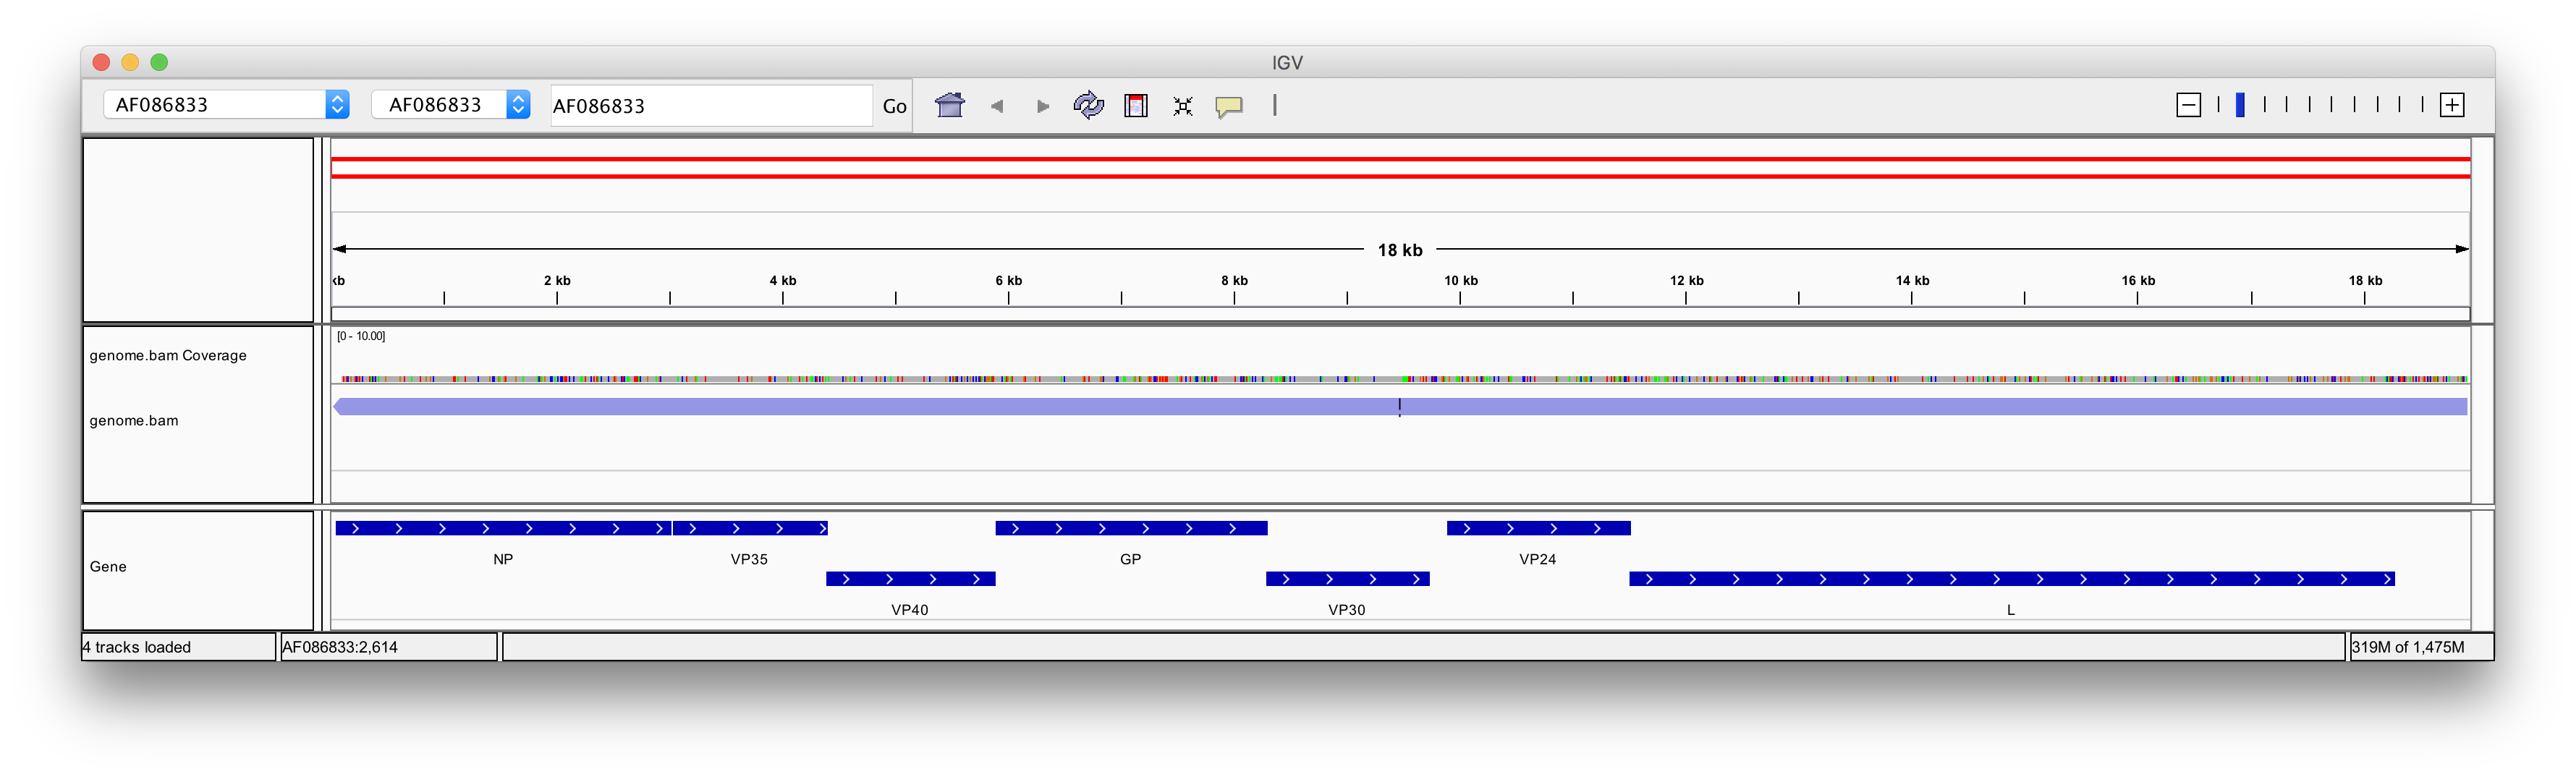 IGV
AF086833 AF086833 AF086833 Go
18 kb
kb 2 kb 4 kb 6 kb 8 kb 10 kb 12 kb 14 kb 16 kb 18 kb
[0 - 10.00]
genome.bam Coverage
genome.bam
NP VP35 GP VP24
Gene
VP40 VP30 L
4 tracks loaded AF086833:2,614 319M of 1,475M